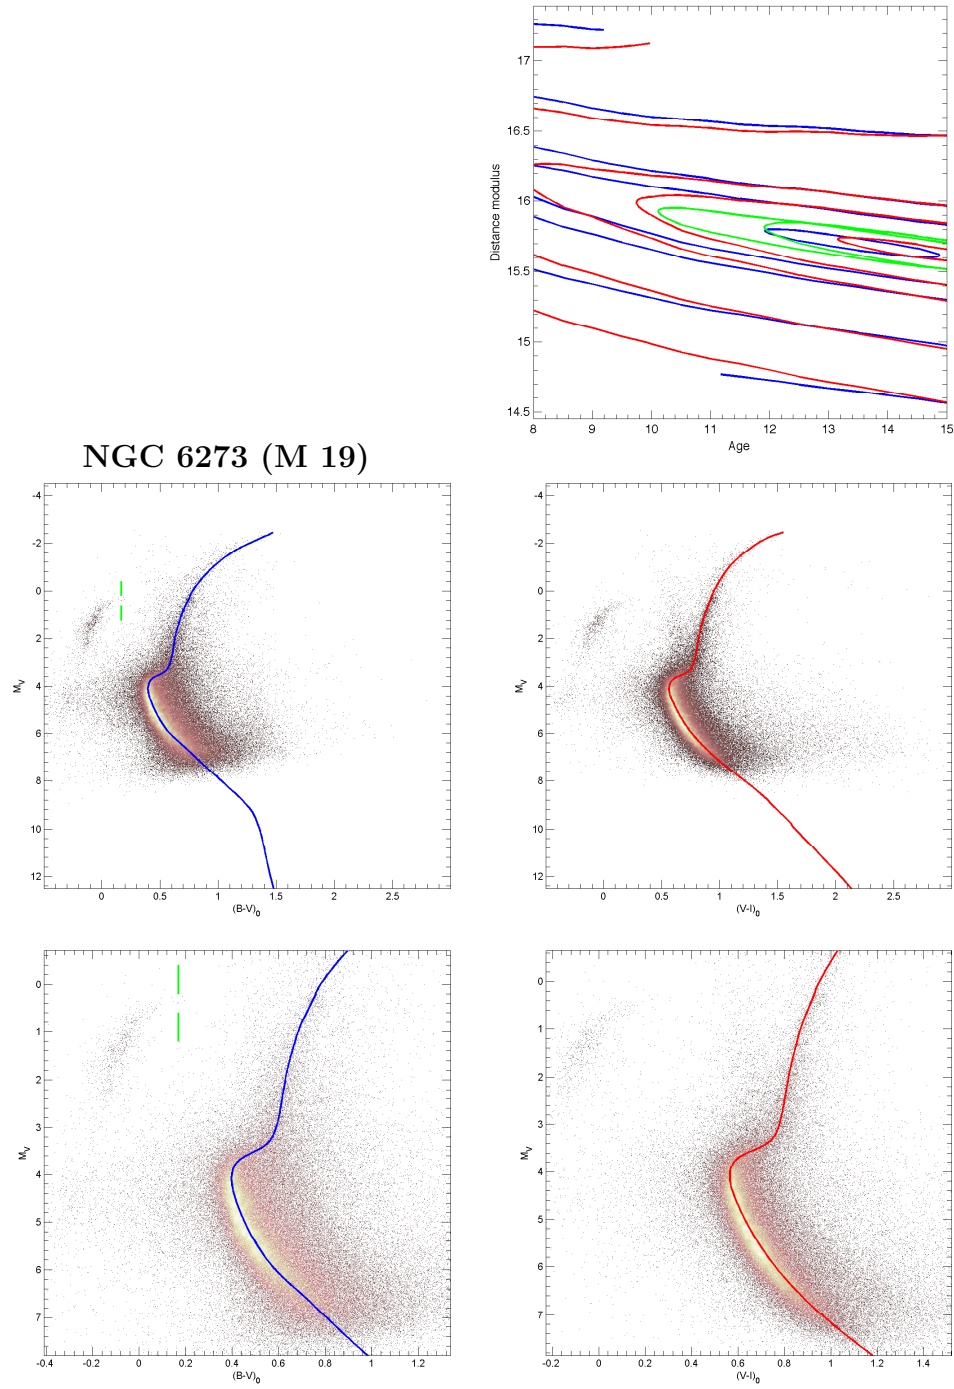 17
16.5
16
15.5
15
14.5
Distance modulus
8 9 10 11 12 13 14 15
Age
NGC 6273 (M 19)
-4
-2
0
2
4
6
8
10
12
M_V
0 0.5 1 1.5 2 2.5
(B-V)_0
-4
-2
0
2
4
6
8
10
12
M_V
0 0.5 1 1.5 2 2.5
(V-I)_0
0
1
2
3
4
5
6
7
M_V
-0.4 -0.2 0 0.2 0.4 0.6 0.8 1 1.2
(B-V)_0
0
1
2
3
4
5
6
7
M_V
-0.2 0 0.2 0.4 0.6 0.8 1 1.2 1.4
(V-I)_0